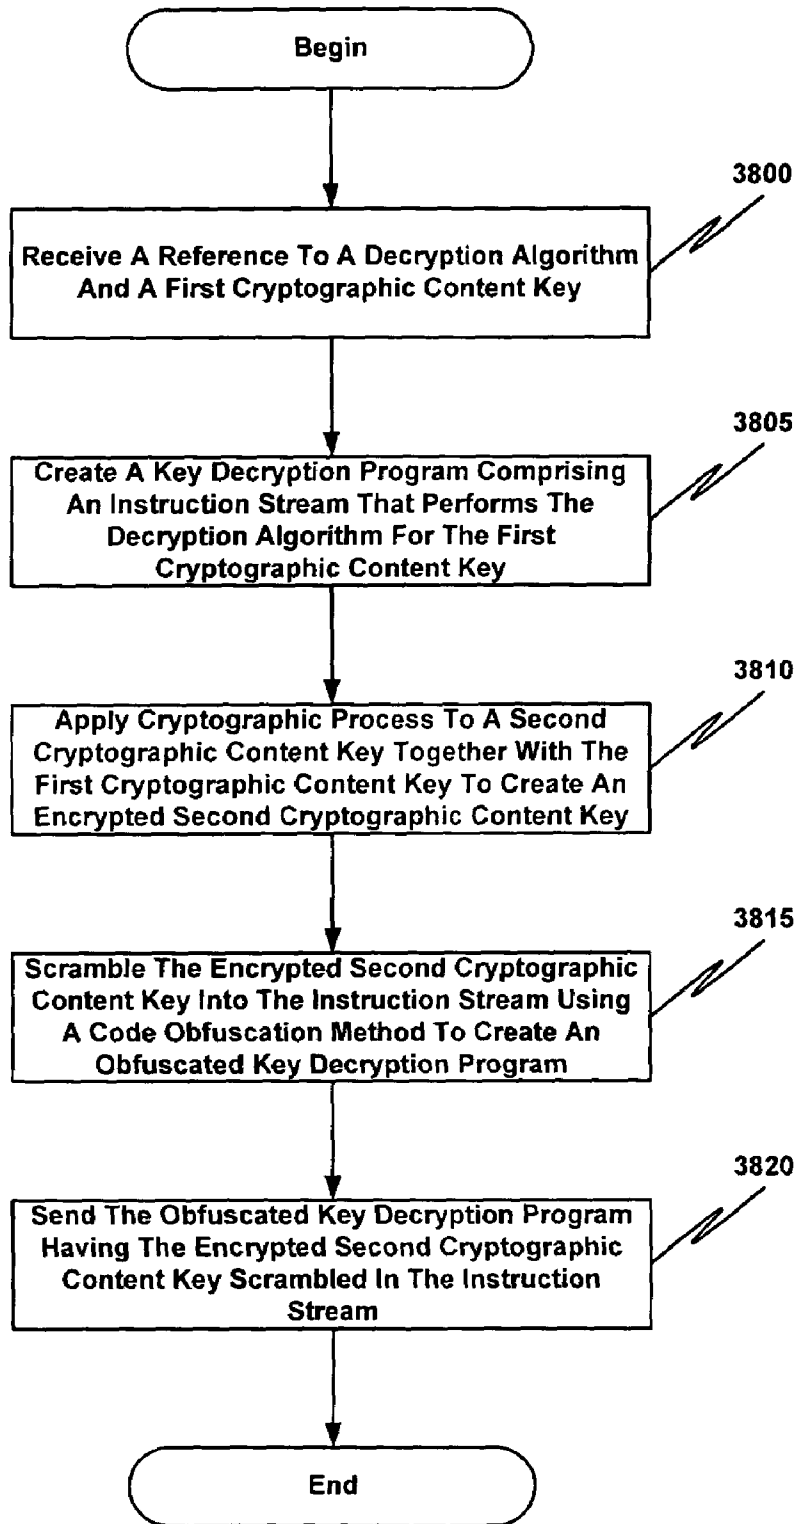 Begin
3800
Receive A Reference To A Decryption Algorithm
And A First Cryptographic Content Key
3805
Create A Key Decryption Program Comprising
An Instruction Stream That Performs The
Decryption Algorithm For The First
Cryptographic Content Key
3810
Apply Cryptographic Process To A Second
Cryptographic Content Key Together With The
First Cryptographic Content Key To Create An
Encrypted Second Cryptographic Content Key
3815
Scramble The Encrypted Second Cryptographic
Content Key Into The Instruction Stream Using
A Code Obfuscation Method To Create An
Obfuscated Key Decryption Program
3820
Send The Obfuscated Key Decryption Program
Having The Encrypted Second Cryptographic
Content Key Scrambled In The Instruction
Stream
End